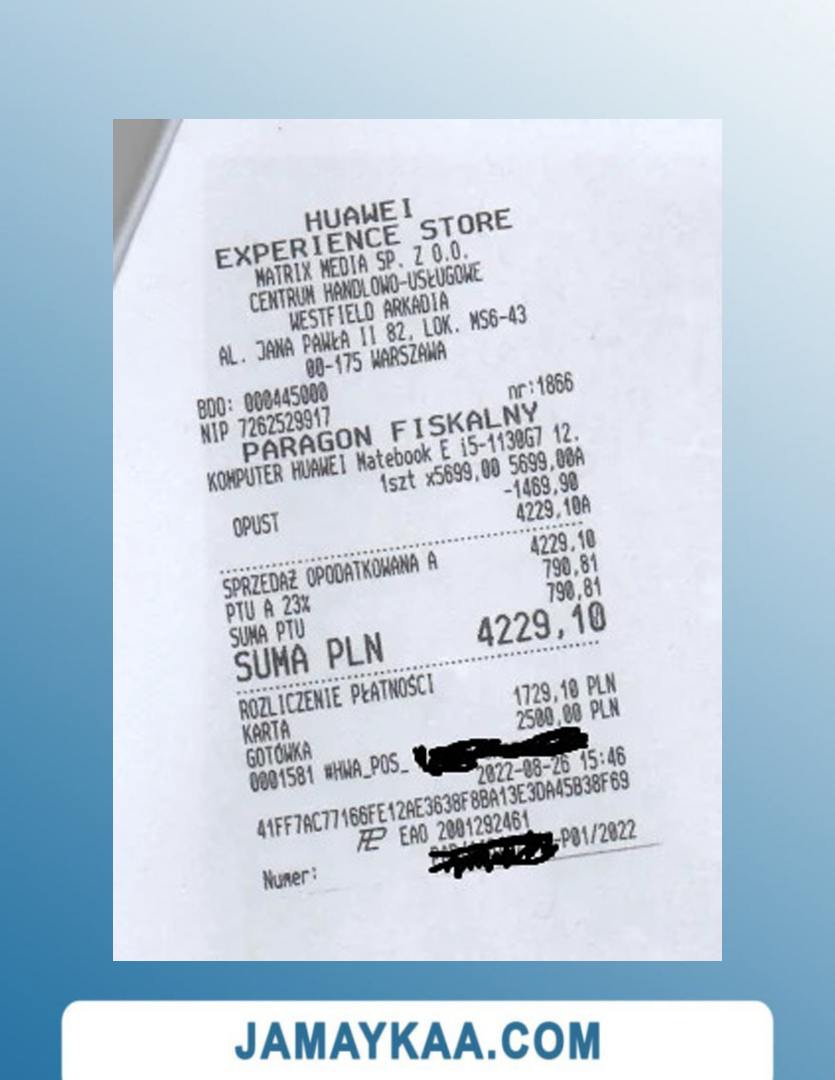 HUAWEI
EXPERIENCE STORE
MATRIX MEDIA SP. Z O.O.
CENTRUM HANDLOWO-USŁUGOWE
WESTFIELD ARKADIA
AL. JANA PAWŁA II 82, LOK. MS6-43
00-175 WARSZAWA
BDO: 000445000
NIP 7262529917 nr:1866
PARAGON FISKALNY
KOMPUTER HUAWEI Matebook E i5-1130G7 12.
1szt x5699,00 5699,00A
OPUST -1469,90
4229,10A
SPRZEDAŻ OPODATKOWANA A 4229,10
PTU A 23% 790,81
SUMA PTU 790,81
SUMA PLN 4229,10
ROZLICZENIE PŁATNOŚCI
KARTA 1729,10 PLN
GOTÓWKA 2500,00 PLN
0001581 #HWA_POS_ 2022-08-26 15:46
41FF7AC77166FE12AE3638F8BA13E3DA45B38F69
EAO 2001292461
Numer: -P01/2022
JAMAYKAA.COM